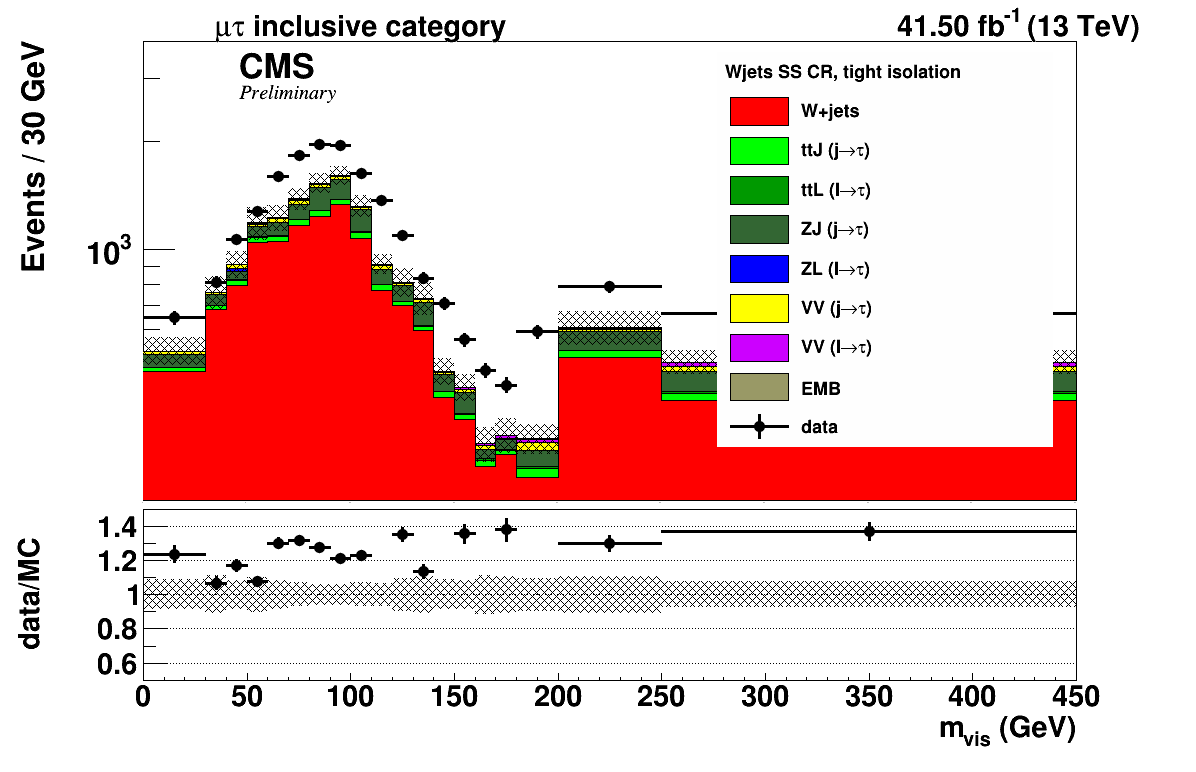 μτ inclusive category
41.50 fb⁻¹ (13 TeV)
Events / 30 GeV
CMS
Preliminary
Wjets SS CR, tight isolation
W+jets
ttJ (j→τ)
ttL (l→τ)
ZJ (j→τ)
ZL (l→τ)
VV (j→τ)
VV (l→τ)
EMB
data
10³
data/MC
1.4
1.2
1
0.8
0.6
0 50 100 150 200 250 300 350 400 450
m_vis (GeV)